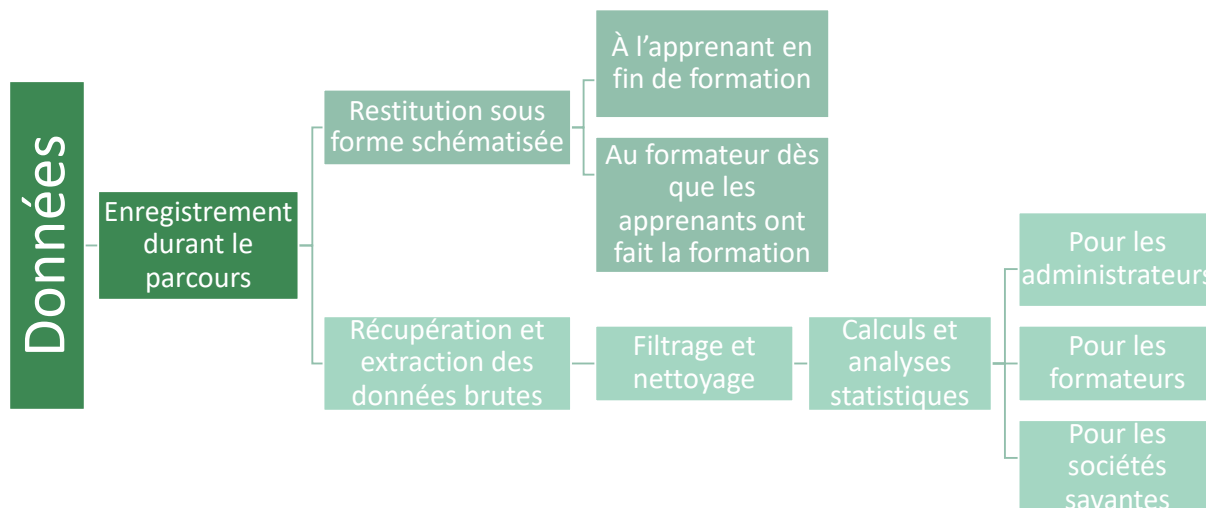 Données
Enregistrement
durant le
parcours
Restitution sous
forme schématisée
À l’apprenant en
fin de formation
Au formateur dès
que les
apprenants ont
fait la formation
Récupération et
extraction des
données brutes
Filtrage et
nettoyage
Calculs et
analyses
statistiques
Pour les
administrateurs
Pour les
formateurs
Pour les
sociétés
savantes